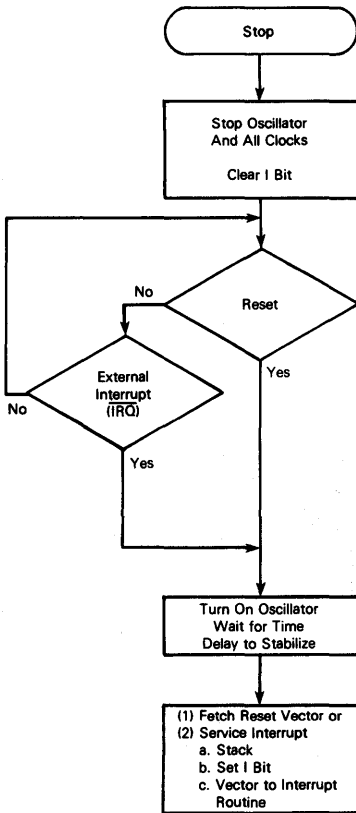 Stop
Stop Oscillator
And All Clocks
Clear I Bit
No
Reset
External
Interrupt
(I̅R̅Q̅)
No
Yes
Yes
Turn On Oscillator
Wait for Time
Delay to Stabilize
(1) Fetch Reset Vector or
(2) Service Interrupt
a. Stack
b. Set I Bit
c. Vector to Interrupt
Routine